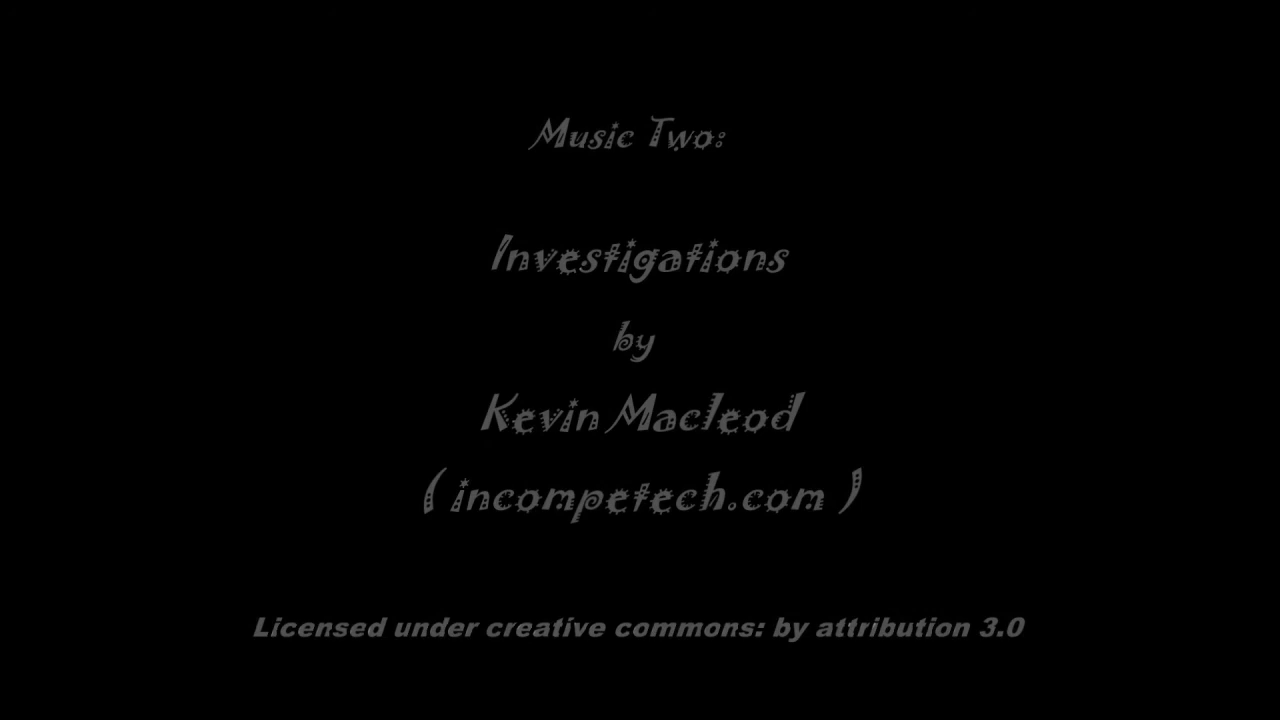 Music Two:
Investigations
by
Kevin Macleod
( incompetech.com )
Licensed under creative commons: by attribution 3.0